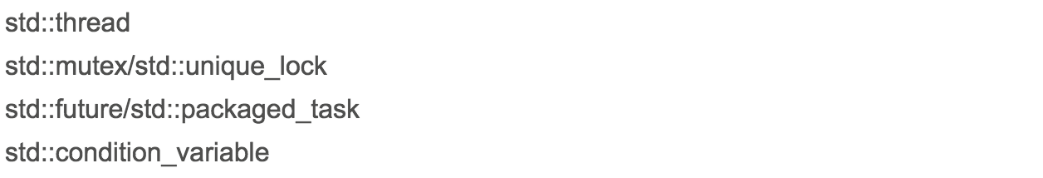 std::thread
std::mutex/std::unique_lock
std::future/std::packaged_task
std::condition_variable